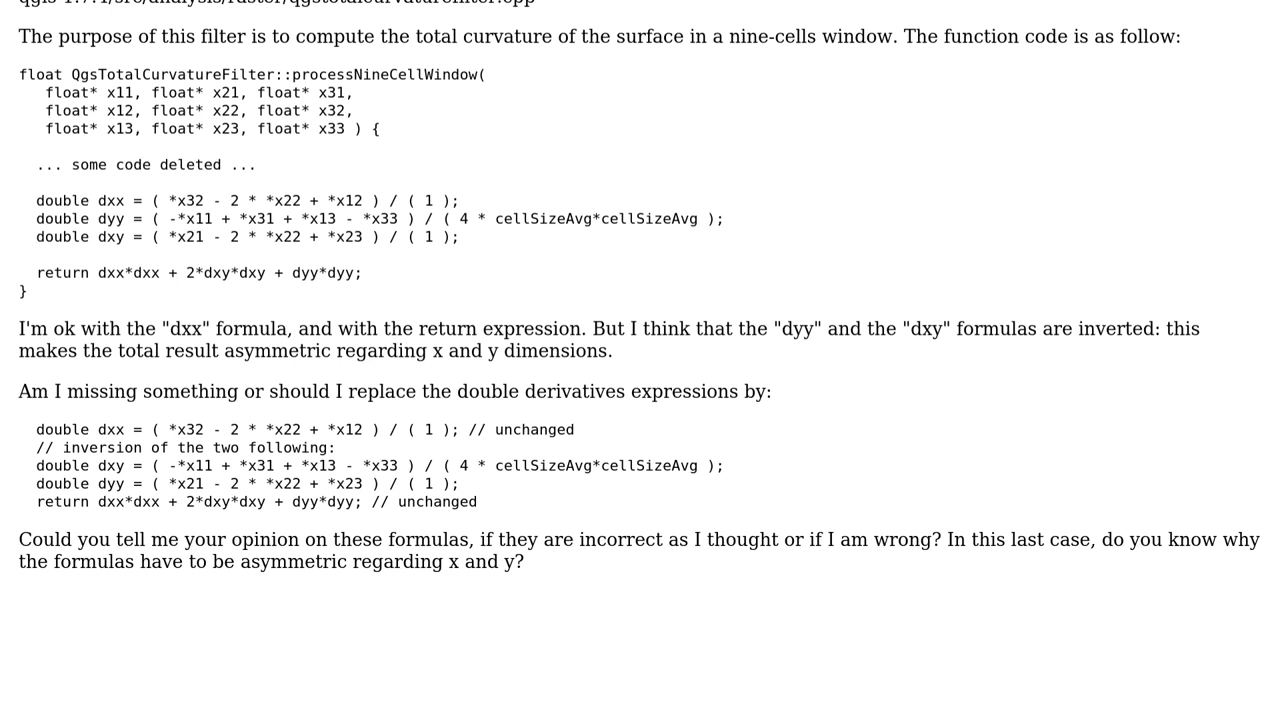 qgis-1.7.4/src/analysis/raster/qgstotalcurvaturefilter.cpp
The purpose of this filter is to compute the total curvature of the surface in a nine-cells window. The function code is as follow:
float QgsTotalCurvatureFilter::processNineCellWindow(
   float* x11, float* x21, float* x31,
   float* x12, float* x22, float* x32,
   float* x13, float* x23, float* x33 ) {
  ... some code deleted ...
  double dxx = ( *x32 - 2 * *x22 + *x12 ) / ( 1 );
  double dyy = ( -*x11 + *x31 + *x13 - *x33 ) / ( 4 * cellSizeAvg*cellSizeAvg );
  double dxy = ( *x21 - 2 * *x22 + *x23 ) / ( 1 );
  return dxx*dxx + 2*dxy*dxy + dyy*dyy;
}
I'm ok with the "dxx" formula, and with the return expression. But I think that the "dyy" and the "dxy" formulas are inverted: this
makes the total result asymmetric regarding x and y dimensions.
Am I missing something or should I replace the double derivatives expressions by:
  double dxx = ( *x32 - 2 * *x22 + *x12 ) / ( 1 ); // unchanged
  // inversion of the two following:
  double dxy = ( -*x11 + *x31 + *x13 - *x33 ) / ( 4 * cellSizeAvg*cellSizeAvg );
  double dyy = ( *x21 - 2 * *x22 + *x23 ) / ( 1 );
  return dxx*dxx + 2*dxy*dxy + dyy*dyy; // unchanged
Could you tell me your opinion on these formulas, if they are incorrect as I thought or if I am wrong? In this last case, do you know why
the formulas have to be asymmetric regarding x and y?